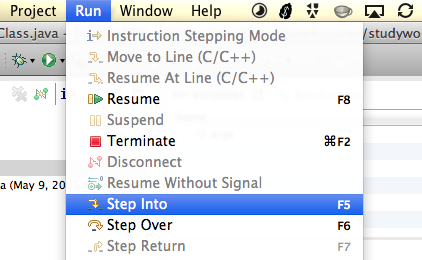 Project Run Window Help
Class.java
/studywo
Instruction Stepping Mode
Move to Line (C/C++)
Resume At Line (C/C++)
Resume F8
Suspend
Terminate ⌘F2
Disconnect
Resume Without Signal
a (May 9, 20
Step Into F5
Step Over F6
Step Return F7